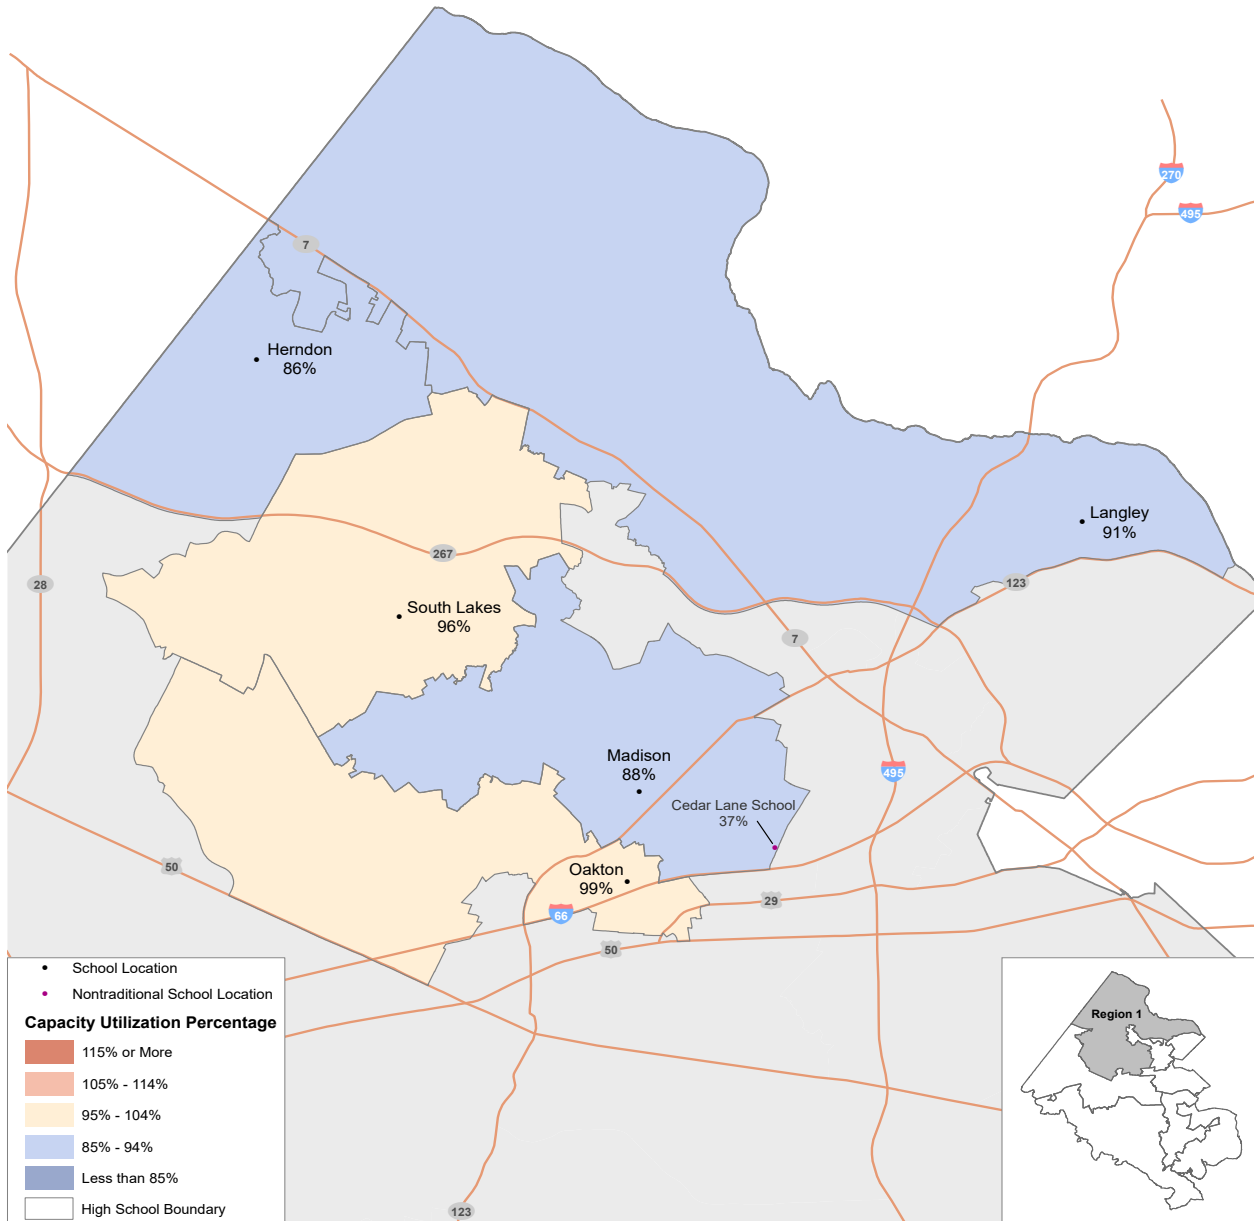 270
495
7
Herndon
86%
Langley
91%
267
28
123
South Lakes
96%
7
Madison
88%
495
Cedar Lane School
37%
50
Oakton
99%
29
66
50
123
School Location
Nontraditional School Location
Capacity Utilization Percentage
115% or More
105% - 114%
95% - 104%
85% - 94%
Less than 85%
High School Boundary
Region 1